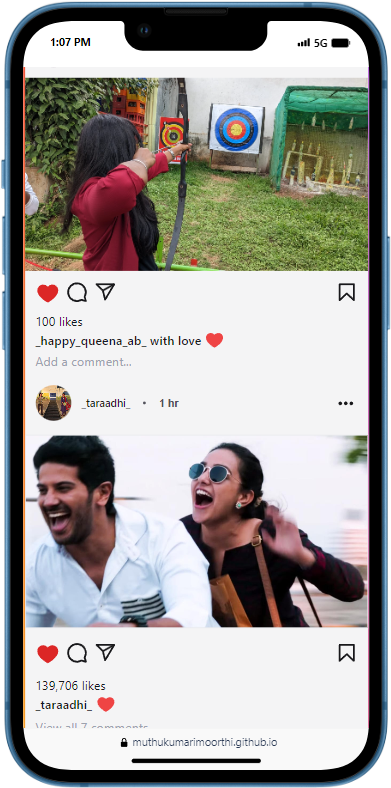 1:07 PM 5G
100 likes
_happy_queena_ab_ with love ❤️
Add a comment...
_taraadhi_ • 1 hr •••
139,706 likes
_taraadhi_ ❤️
View all 7 comments
muthukumarimoorthi.github.io